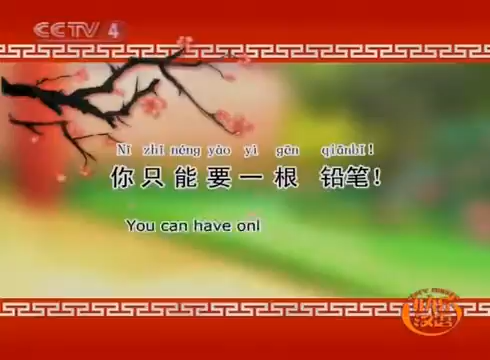 CCTV 4
Nǐ zhǐ néng yào yì gēn qiānbǐ!
你只能要一根 铅笔!
You can have onl